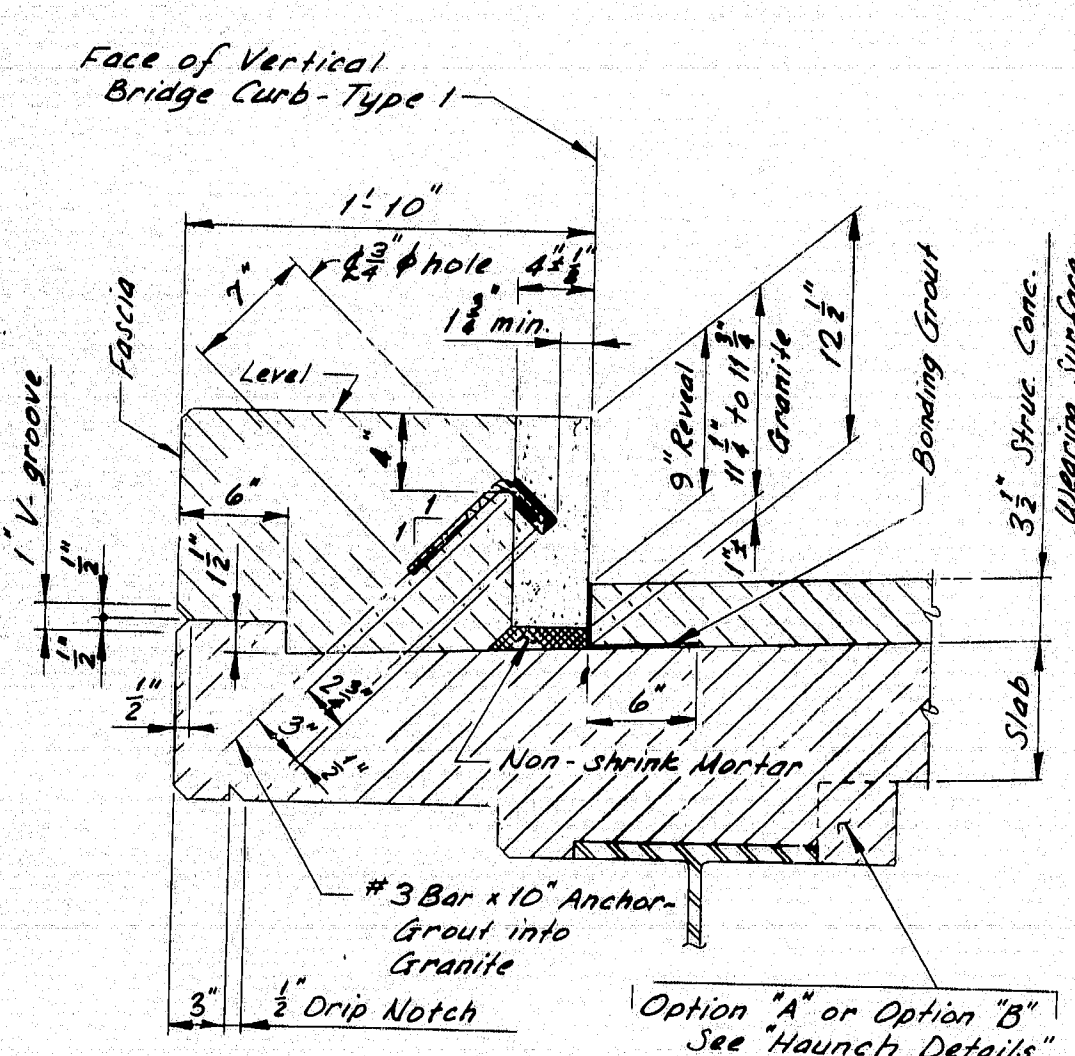 Face of Vertical
Bridge Curb - Type 1
1'-10"
℄ 3/4" ϕ hole
4" ± 1/2"
7"
1 3/4" min.
Fascia
Level
1" V-groove
6"
4"
1
1
1 1/2"
1/2"
1/2"
1/2"
9" Reveal
11 1/4" to 11 3/4"
Granite
12 1/2"
1"±
Bonding Grout
3 1/2" Struc. Conc.
Wearing Surface
Slab
6"
2 3/4"
3"
Non-shrink Mortar
#3 Bar x 10" Anchor-
Grout into
Granite
3"
1/2" Drip Notch
Option "A" or Option "B"
See "Haunch Details"